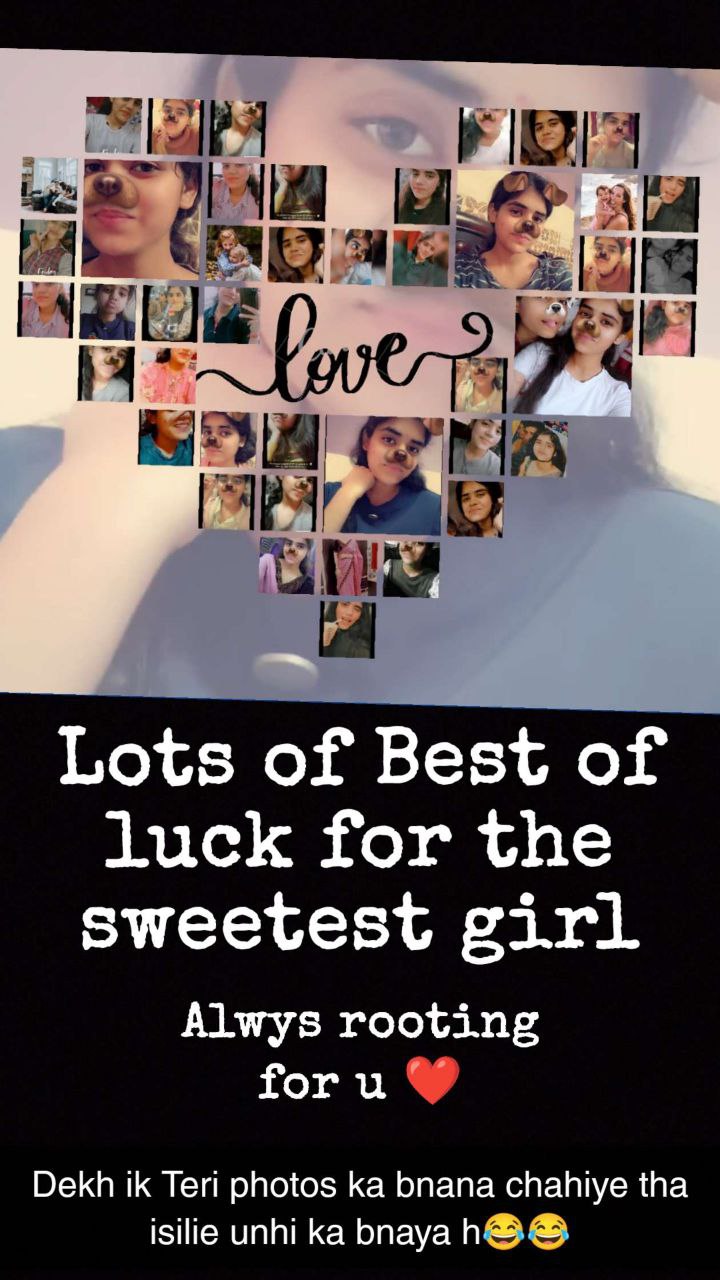 love
Lots of Best of
luck for the
sweetest girl
Alwys rooting
for u ❤️
Dekh ik Teri photos ka bnana chahiye tha
isilie unhi ka bnaya h😂😂